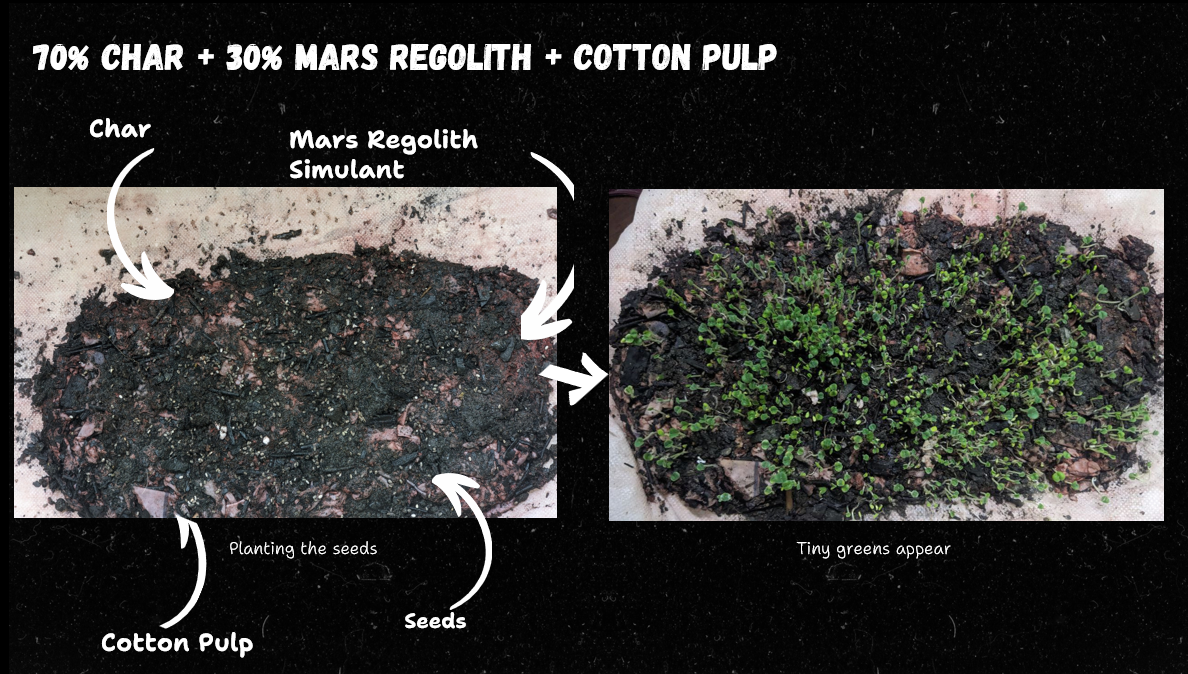 70% CHAR + 30% MARS REGOLITH + COTTON PULP
Char
Mars Regolith
Simulant
Planting the seeds
Tiny greens appear
Seeds
Cotton Pulp